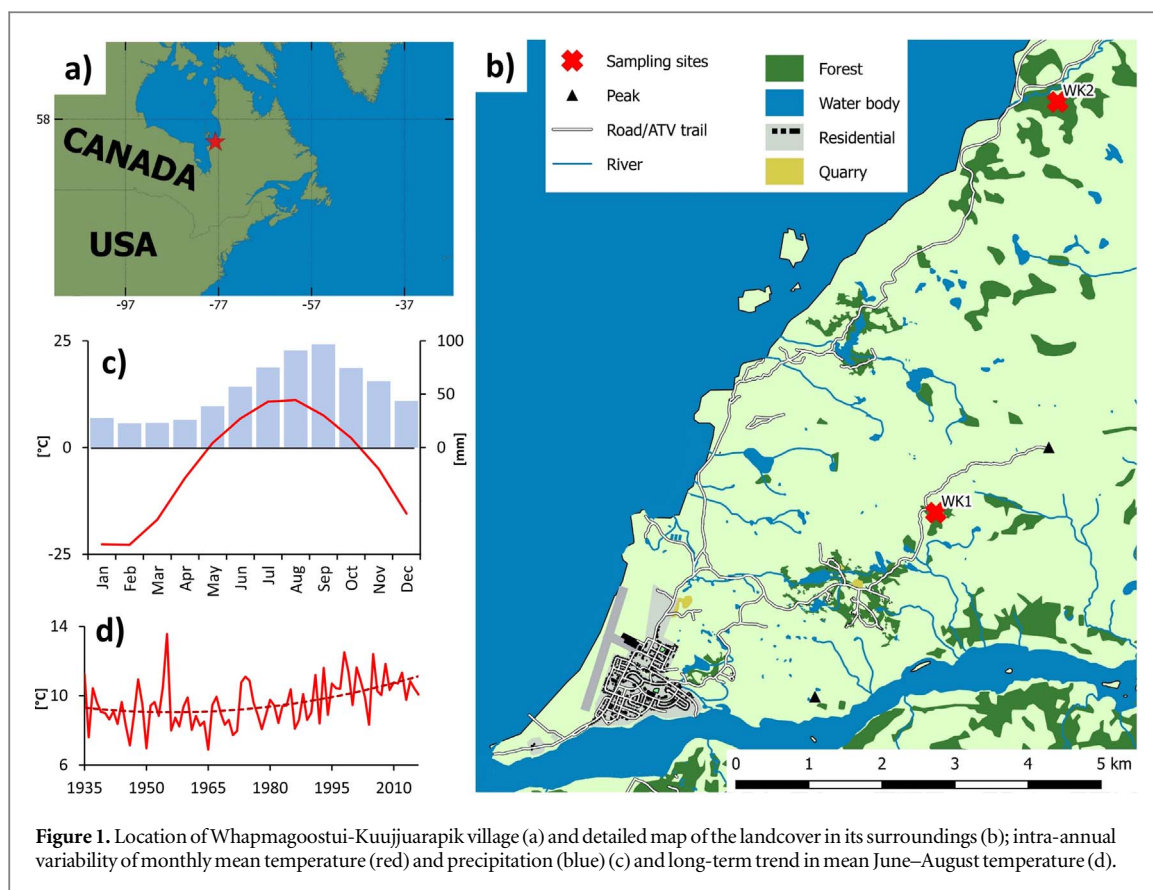 a)
58
CANADA
USA
-97
-77
-57
-37
b)
Sampling sites
Peak
Road/ATV trail
River
Forest
Water body
Residential
Quarry
WK2
WK1
0 1 2 3 4 5 km
c)
25
0
-25
[°C]
100
50
0
[mm]
Jan Feb Mar Apr May Jun Jul Aug Sep Oct Nov Dec
d)
14
10
6
[°C]
1935 1950 1965 1980 1995 2010
Figure 1. Location of Whapmagoostui-Kuujjuarapik village (a) and detailed map of the landcover in its surroundings (b); intra-annual
variability of monthly mean temperature (red) and precipitation (blue) (c) and long-term trend in mean June–August temperature (d).